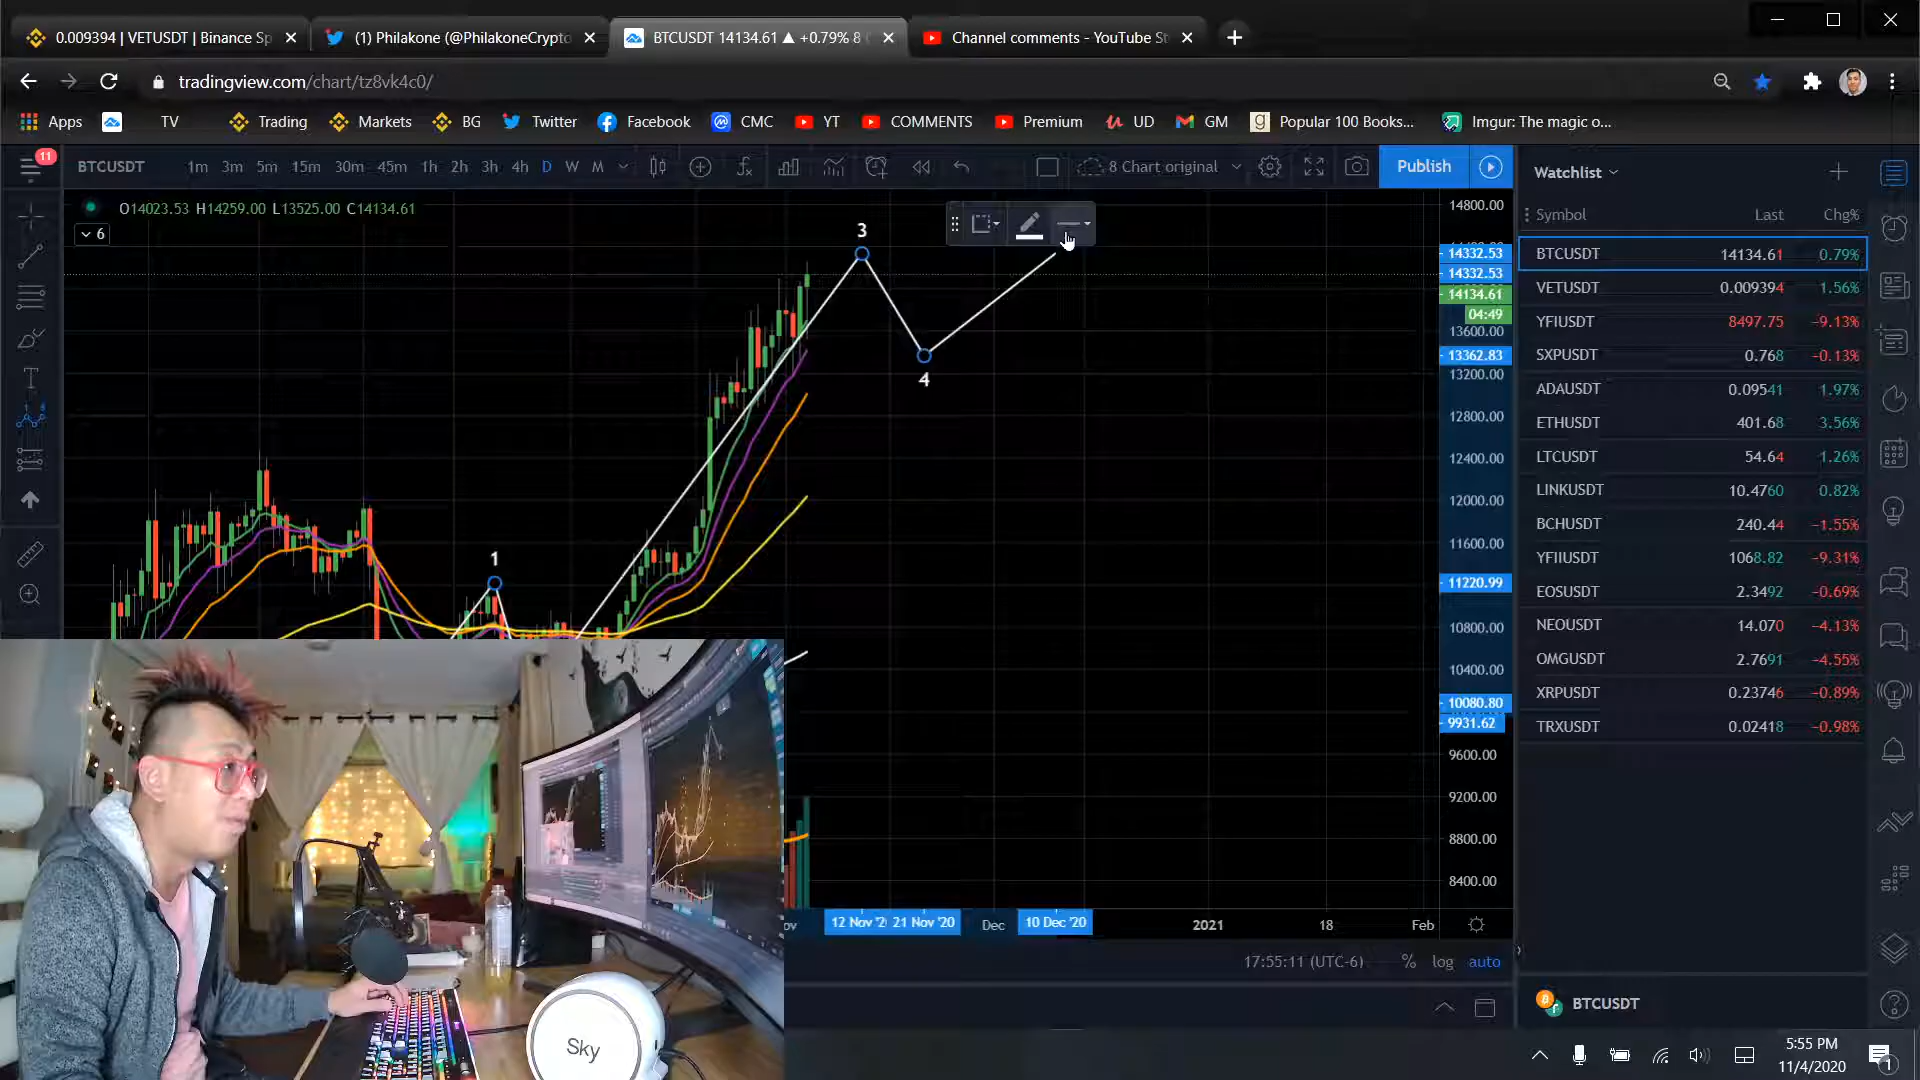 0.009394 | VETUSDT | Binance Sp
(1) Philakone (@PhilakoneCrypto
BTCUSDT 14134.61 ▲ +0.79% 8
Channel comments - YouTube St
tradingview.com/chart/tz8vk4c0/
Apps
TV
Trading
Markets
BG
Twitter
Facebook
CMC
YT
COMMENTS
Premium
UD
GM
Popular 100 Books...
Imgur: The magic o...
11
BTCUSDT
1m 3m 5m 15m 30m 45m 1h 2h 3h 4h D W M
8 Chart original
Publish
Watchlist
O14023.53 H14259.00 L13525.00 C14134.61
6
3
4
1
14800.00
14332.53
14332.53
14134.61
04:49
13600.00
13362.83
13200.00
12800.00
12400.00
12000.00
11600.00
11220.99
10800.00
10400.00
10080.80
9931.62
9600.00
9200.00
8800.00
8400.00
Symbol Last Chg%
BTCUSDT 14134.61 0.79%
VETUSDT 0.009394 1.56%
YFIUSDT 8497.75 −9.13%
SXPUSDT 0.768 −0.13%
ADAUSDT 0.09541 1.97%
ETHUSDT 401.68 3.56%
LTCUSDT 54.64 1.26%
LINKUSDT 10.4760 0.82%
BCHUSDT 240.44 −1.55%
YFIIUSDT 1068.82 −9.31%
EOSUSDT 2.3492 −0.69%
NEOUSDT 14.070 −4.13%
OMGUSDT 2.7691 −4.55%
XRPUSDT 0.23746 −0.89%
TRXUSDT 0.02418 −0.98%
12 Nov '2 21 Nov '20 Dec 10 Dec '20 2021 18 Feb
17:55:11 (UTC-6) % log auto
BTCUSDT
Sky
5:55 PM
11/4/2020
1